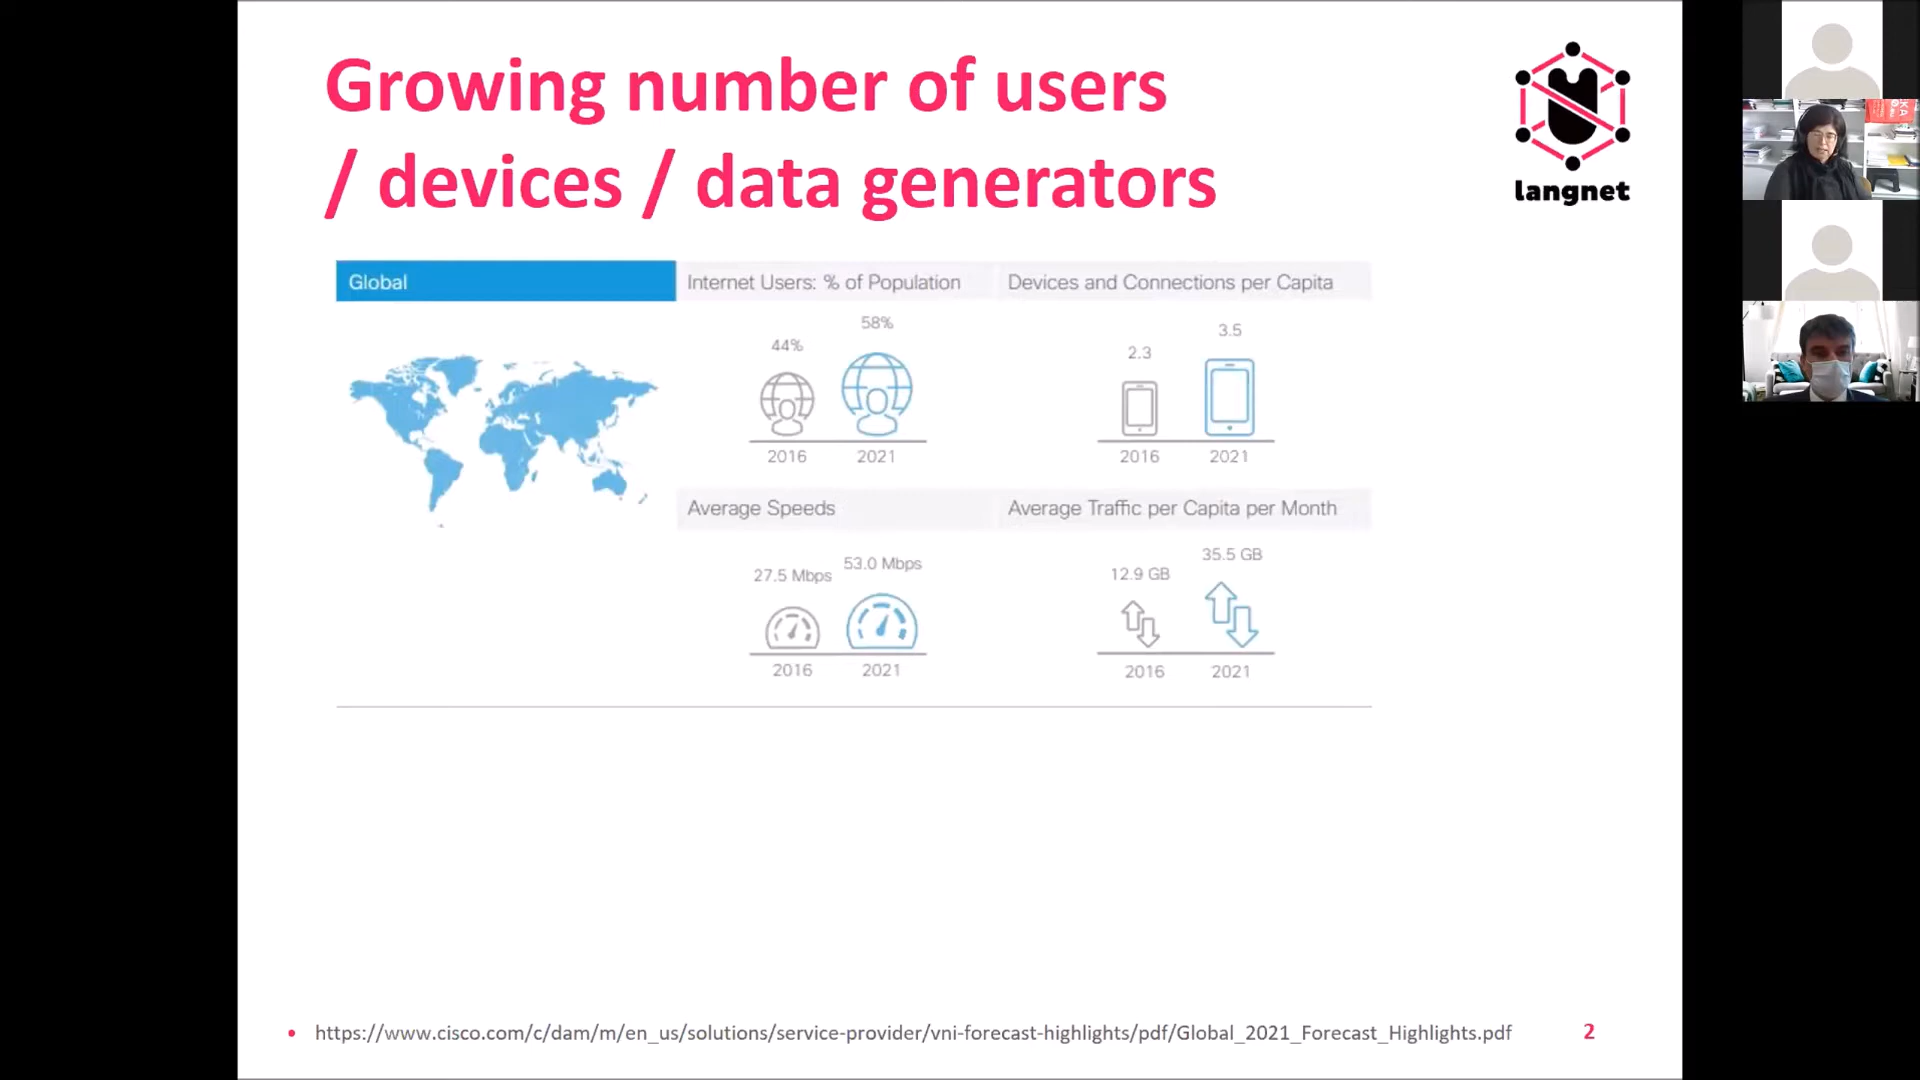 Growing number of users
/ devices / data generators
langnet
Global
Internet Users: % of Population
Devices and Connections per Capita
44%
58%
2.3
3.5
2016
2021
2016
2021
Average Speeds
Average Traffic per Capita per Month
27.5 Mbps
53.0 Mbps
12.9 GB
35.5 GB
2016
2021
2016
2021
• https://www.cisco.com/c/dam/m/en_us/solutions/service-provider/vni-forecast-highlights/pdf/Global_2021_Forecast_Highlights.pdf
2